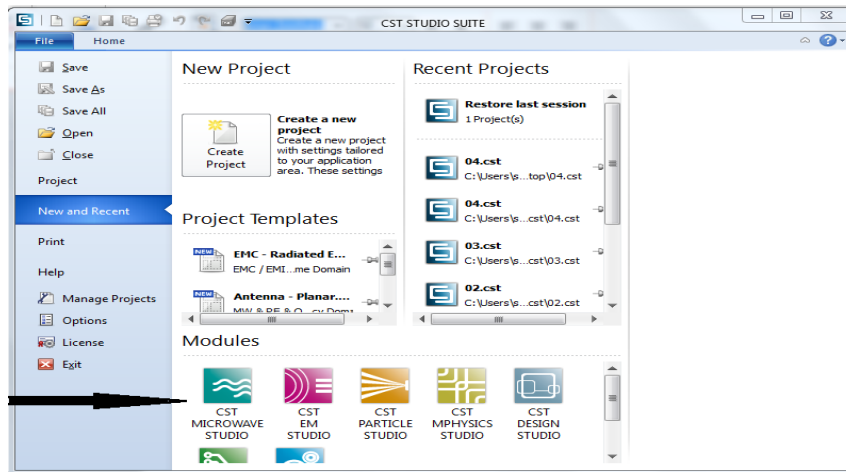 CST STUDIO SUITE
File Home
Save
Save As
Save All
Open
Close
Project
New and Recent
Print
Help
Manage Projects
Options
License
Exit
New Project
Create Project
Create a new
project
Create a new project
with settings tailored
to your application
area. These settings
Project Templates
NEW
EMC - Radiated E...
EMC / EMI...me Domain
NEW
Antenna - Planar....
Recent Projects
Restore last session
1 Project(s)
04.cst
C:\Users\s...top\04.cst
04.cst
C:\Users\s...cst\04.cst
03.cst
C:\Users\s...cst\03.cst
02.cst
C:\Users\s...cst\02.cst
Modules
CST
MICROWAVE
STUDIO
CST
EM
STUDIO
CST
PARTICLE
STUDIO
CST
MPHYSICS
STUDIO
CST
DESIGN
STUDIO